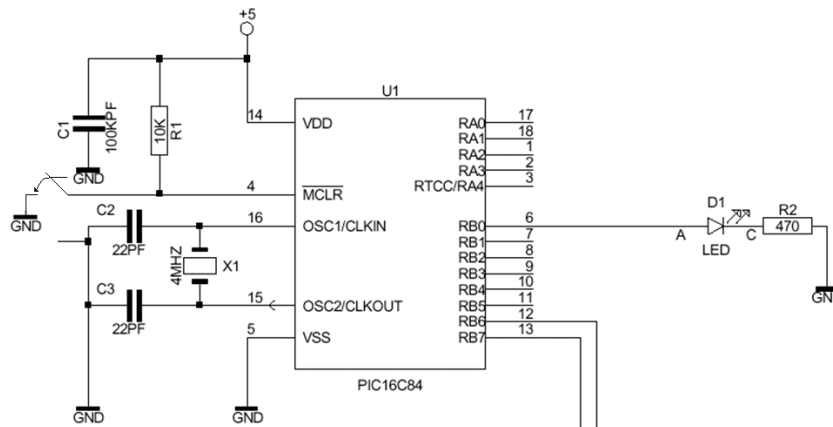 +5
U1
C1
100KPF
10K
R1
GND
GND
14
VDD
4
MCLR
16
OSC1/CLKIN
15
OSC2/CLKOUT
5
VSS
C2
22PF
C3
22PF
4MHZ
X1
GND
GND
RA0
17
RA1
18
RA2
1
RA3
2
RTCC/RA4
3
RB0
6
RB1
7
RB2
8
RB3
9
RB4
10
RB5
11
RB6
12
RB7
13
PIC16C84
D1
A
C
LED
R2
470
GN